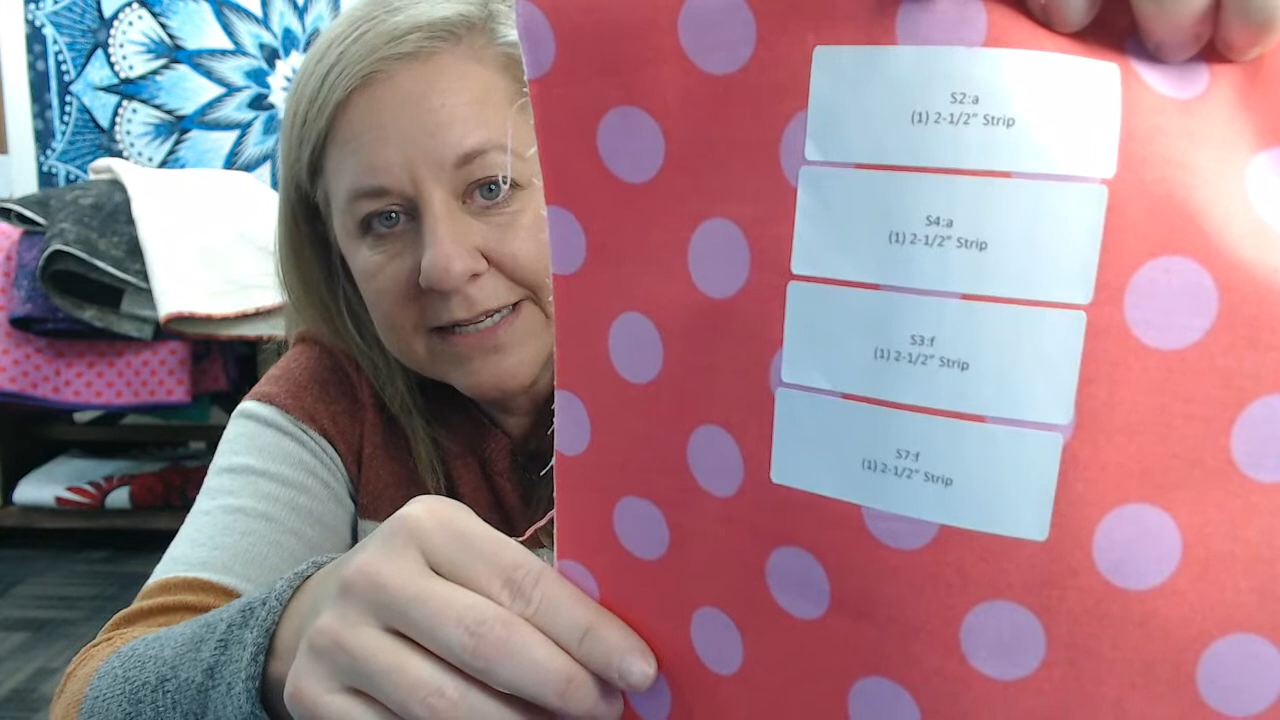 S2:a
(1) 2-1/2" Strip
S4:a
(1) 2-1/2" Strip
S3:f
(1) 2-1/2" Strip
S7:f
(1) 2-1/2" Strip